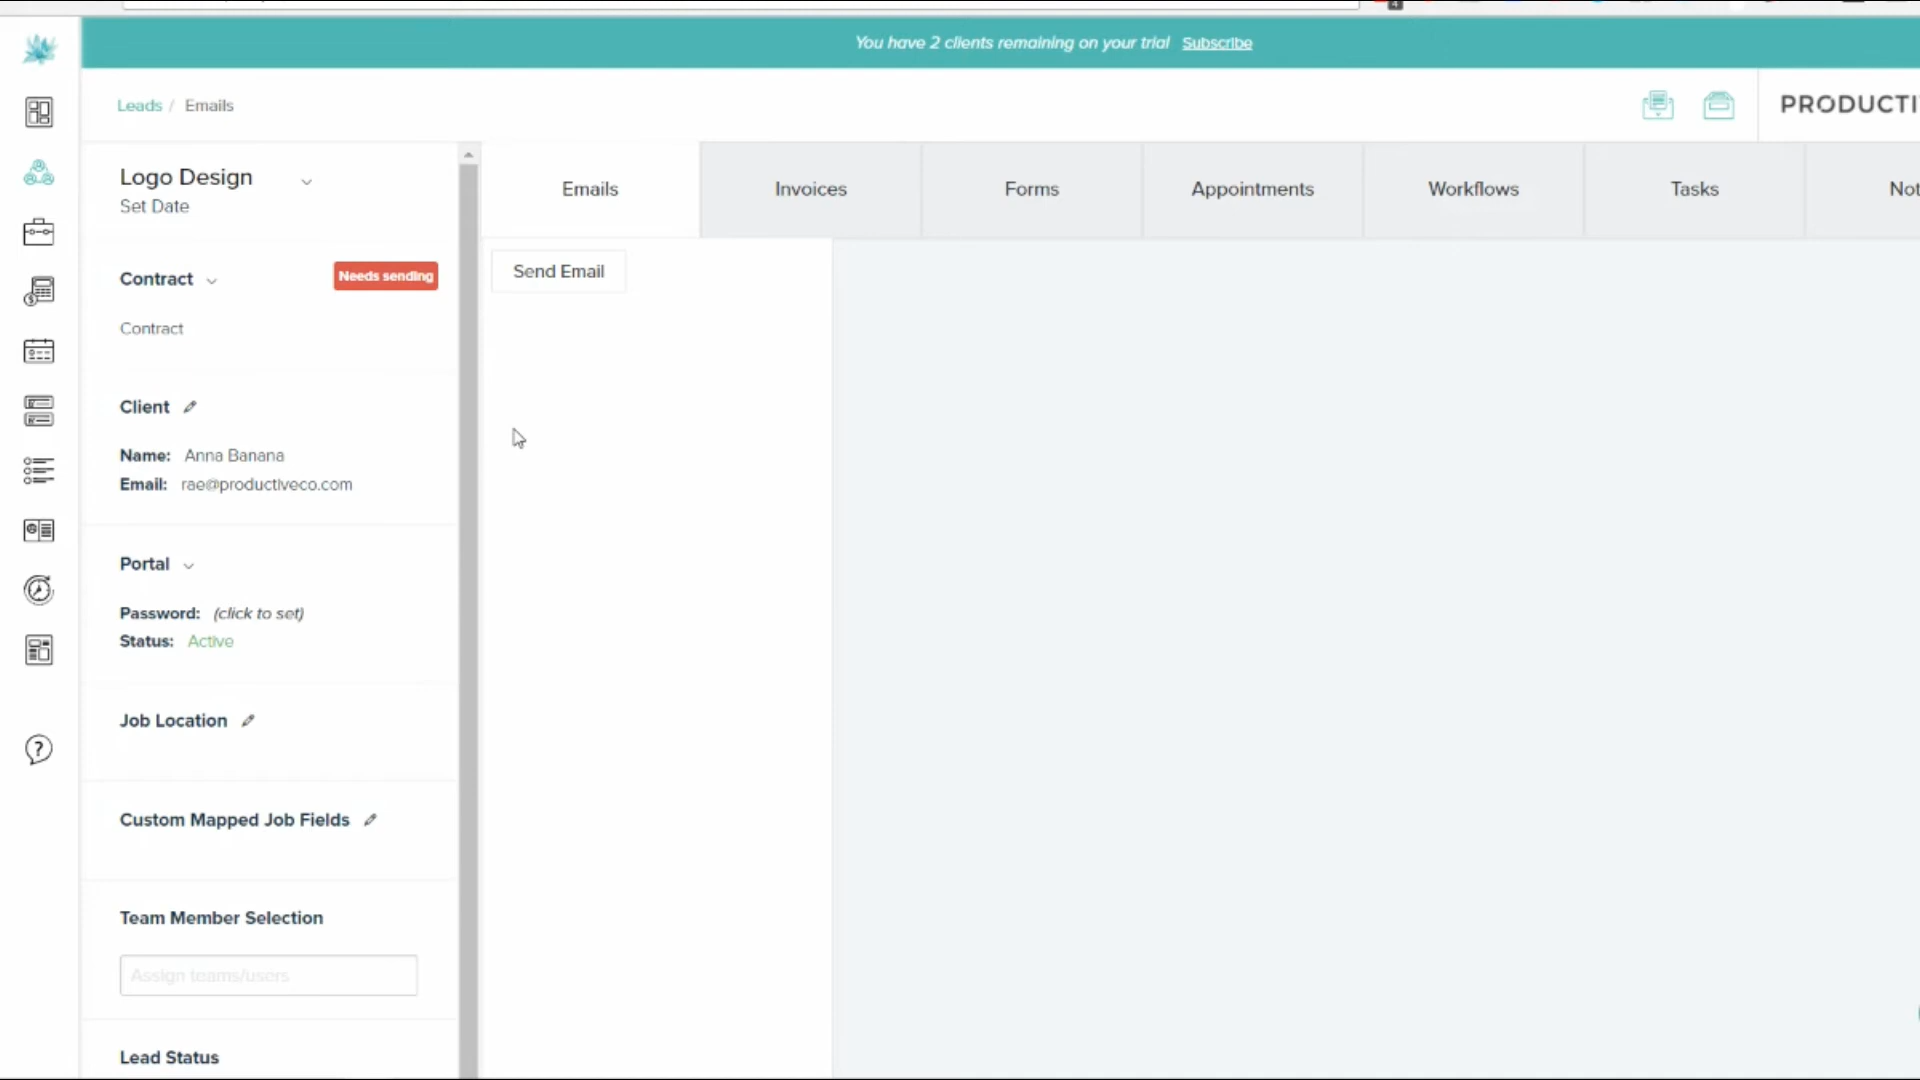 4
You have 2 clients remaining on your trial Subscribe
Leads / Emails
PRODUCTI
Logo Design
Set Date
Emails
Invoices
Forms
Appointments
Workflows
Tasks
Not
Contract
Needs sending
Send Email
Contract
Client
Name: Anna Banana
Email: rae@productiveco.com
Portal
Password: (click to set)
Status: Active
Job Location
?
Custom Mapped Job Fields
Team Member Selection
Assign teams/users
Lead Status